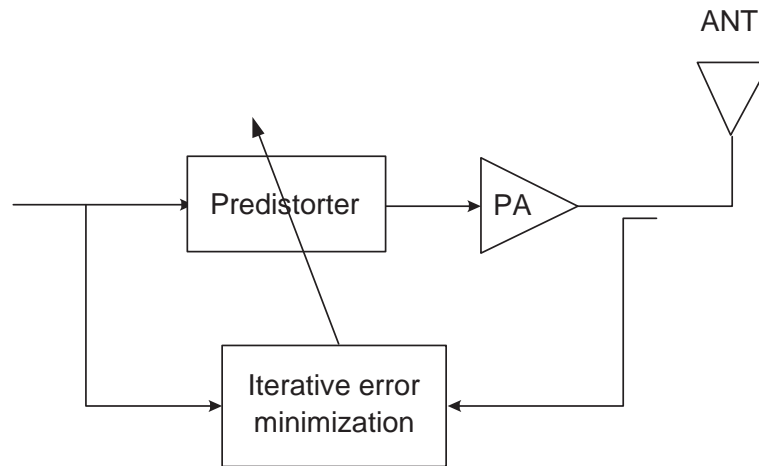 ANT
Predistorter
PA
Iterative error
minimization